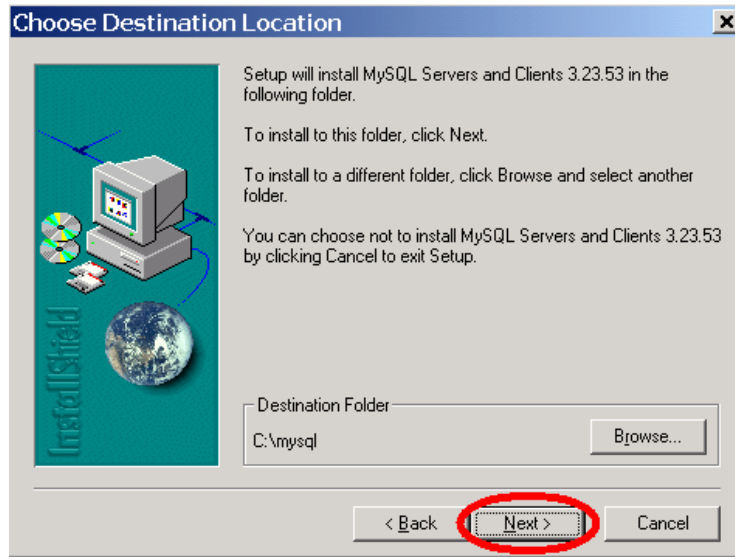 Choose Destination Location
Setup will install MySQL Servers and Clients 3.23.53 in the
following folder.
To install to this folder, click Next.
To install to a different folder, click Browse and select another
folder.
You can choose not to install MySQL Servers and Clients 3.23.53
by clicking Cancel to exit Setup.
InstallShield
Destination Folder
C:\mysql
Browse...
< Back
Next >
Cancel